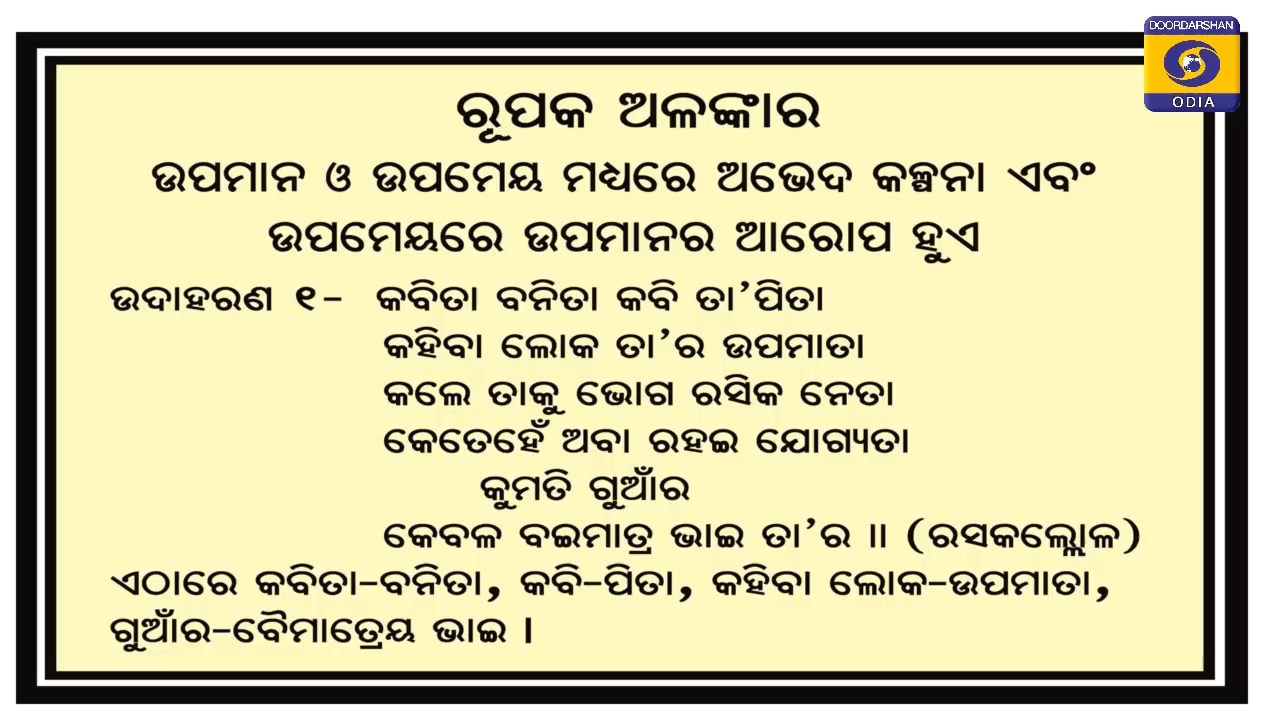 DOORDARSHAN
ODIA
ରୂପକ ଅଳଙ୍କାର
ଉପମାନ ଓ ଉପମେୟ ମଧ୍ୟରେ ଅଭେଦ କଳ୍ପନା ଏବଂ
ଉପମେୟରେ ଉପମାନର ଆରୋପ ହୁଏ
ଉଦାହରଣ ୧- କବିତା ବନିତା କବି ତା’ପିତା
କହିବା ଲୋକ ତା’ର ଉପମାତା
କଲେ ତାକୁ ଭୋଗ ରସିକ ନେତା
କେତେହେଁ ଅବା ରହଇ ଯୋଗ୍ୟତା
କୁମତି ଗୁଆଁର
କେବଳ ବଇମାତ୍ର ଭାଇ ତା’ର ॥ (ରସକଲ୍ଲୋଳ)
ଏଠାରେ କବିତା-ବନିତା, କବି-ପିତା, କହିବା ଲୋକ-ଉପମାତା,
ଗୁଆଁର-ବୈମାତ୍ରେୟ ଭାଇ ।